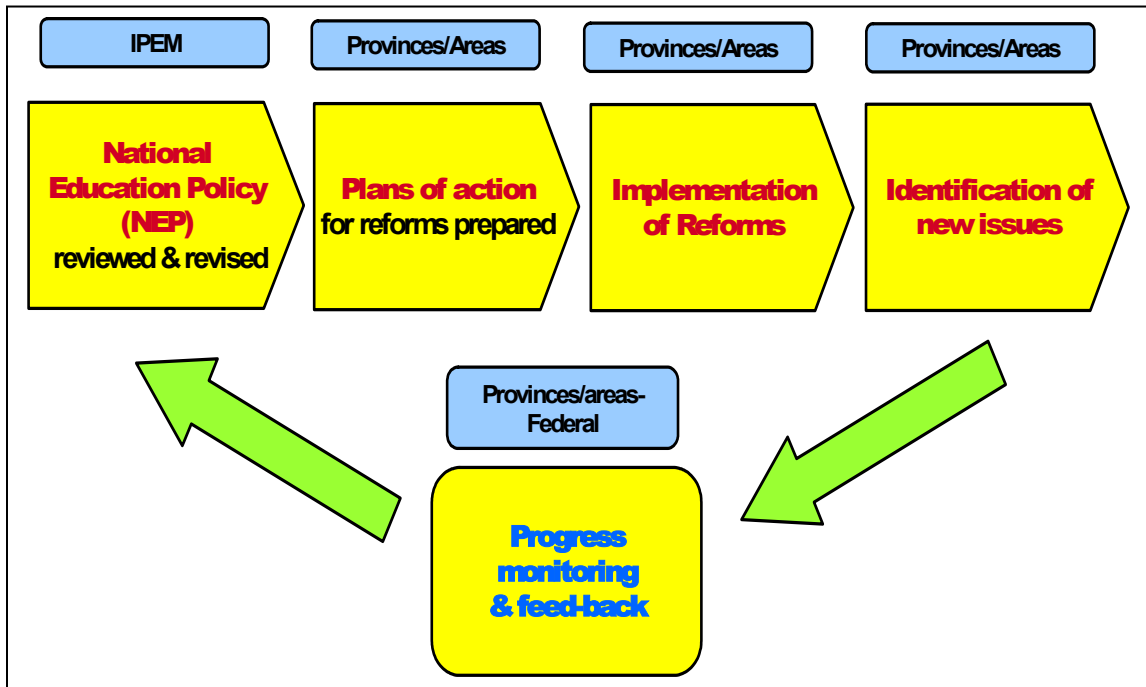 IPEM
Provinces/Areas
Provinces/Areas
Provinces/Areas
National
Education Policy
(NEP)
reviewed & revised
Plans of action
for reforms prepared
Implementation
of Reforms
Identification of
new issues
Provinces/areas-
Federal
Progress
monitoring
& feed-back